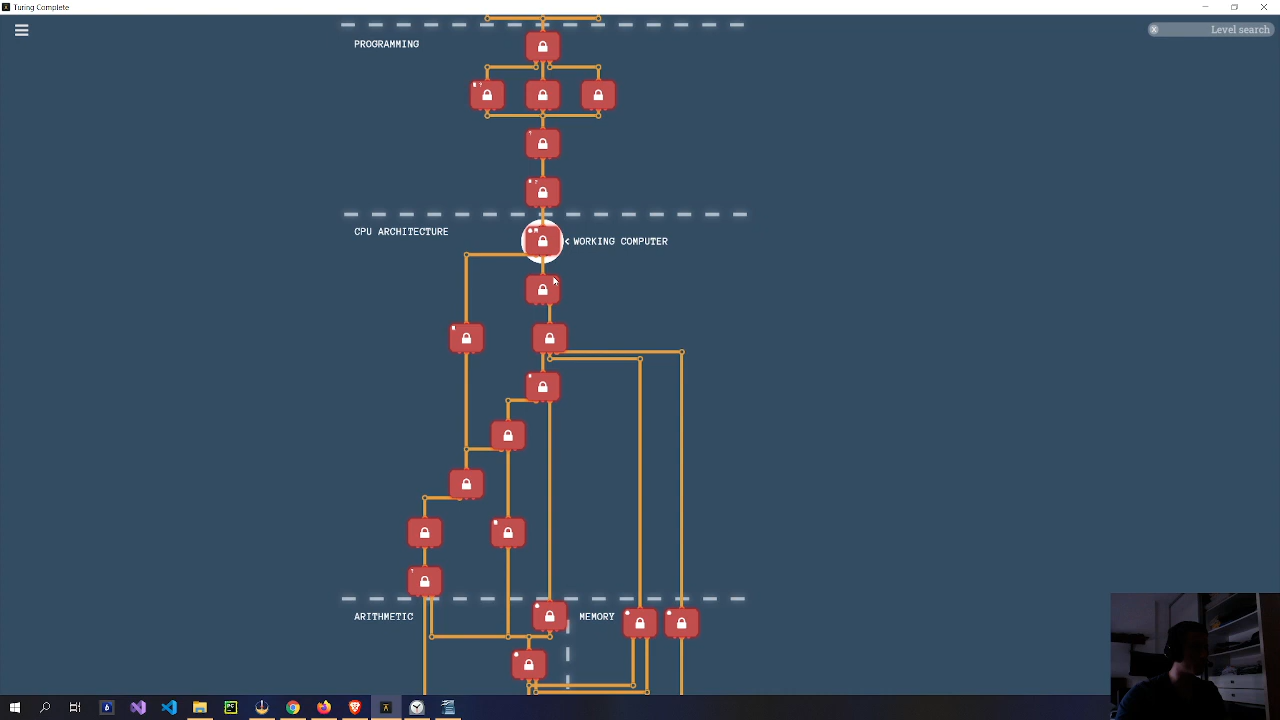 Turing Complete
Level search
PROGRAMMING
CPU ARCHITECTURE
< WORKING COMPUTER
ARITHMETIC
MEMORY